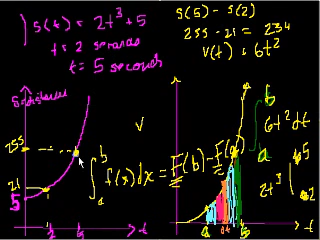 s(t) = 2t³ + 5
t = 2 seconds
t = 5 seconds
s(5) - s(2)
255 - 21 = 234
v(t) = 6t²
s=distance
255
21
5
t
v
∫ₐᵇ f(x)dx = F(b) - F(a)
b
a
6t² dt
2t³ |
5
2
a
b
t